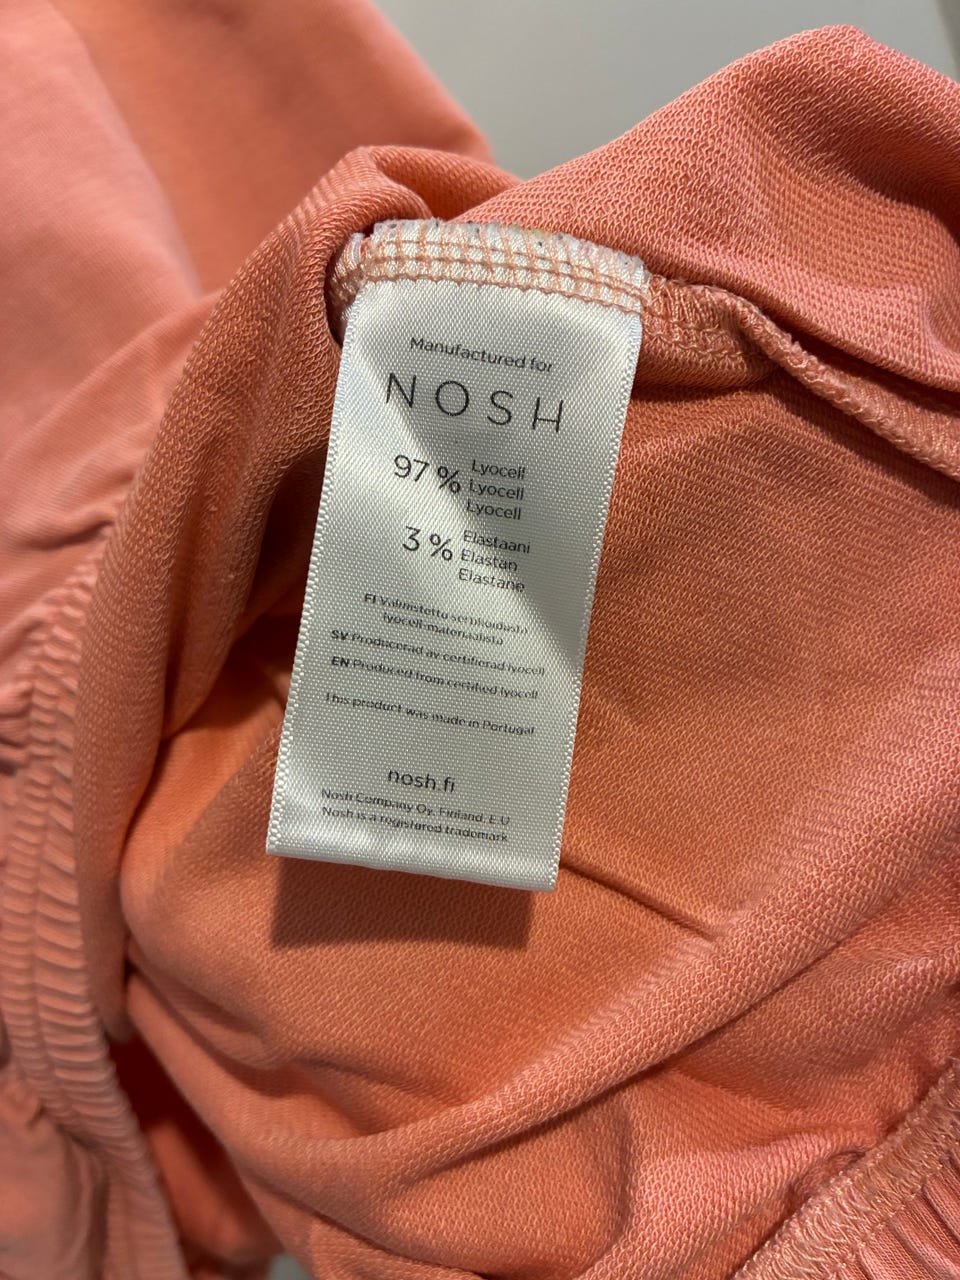 Manufactured for
NOSH
97% Lyocell
Lyocell
Lyocell
3% Elastaani
Elastan
Elastane
FI Valmistettu sertifioidusta
lyocell-materiaalista
SV Producerad av certifierad lyocell
EN Produced from certified lyocell
This product was made in Portugal
nosh.fi
Nosh Company Oy, Finland, E.U
Nosh is a registered trademark